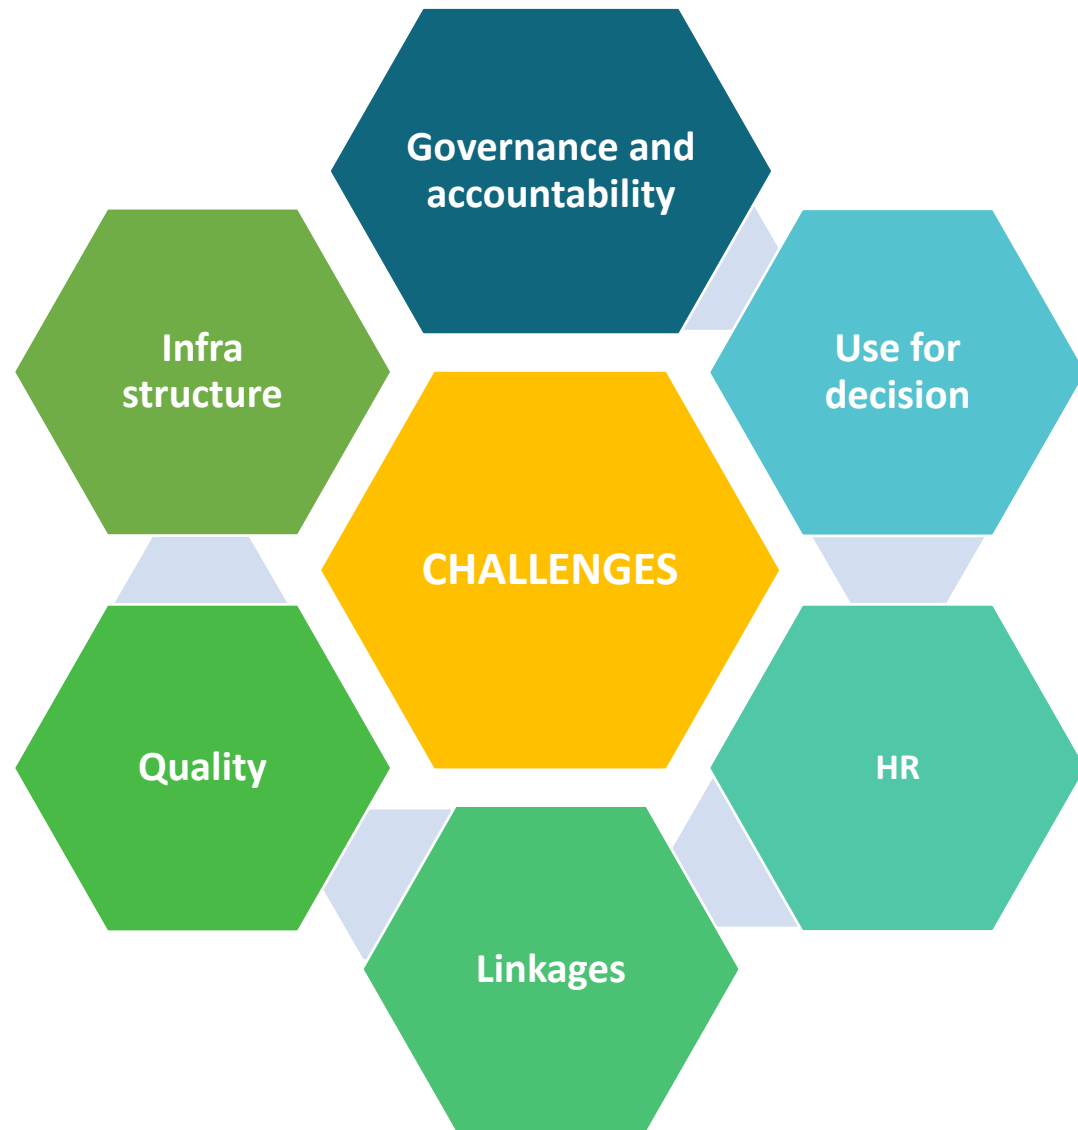 Governance and
accountability
Infra
structure
Use for
decision
CHALLENGES
Quality
HR
Linkages